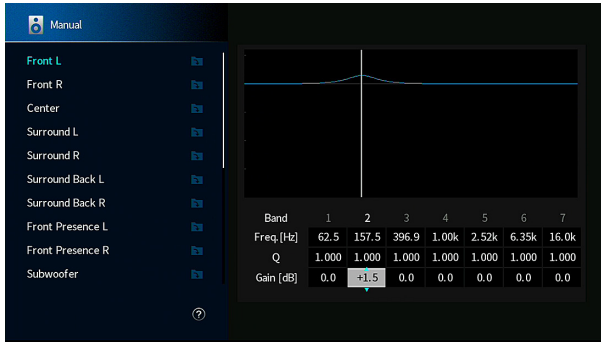 Manual
Front L
Front R
Center
Surround L
Surround R
Surround Back L
Surround Back R
Front Presence L
Front Presence R
Subwoofer
?
Band 1 2 3 4 5 6 7
Freq.[Hz] 62.5 157.5 396.9 1.00k 2.52k 6.35k 16.0k
Q 1.000 1.000 1.000 1.000 1.000 1.000 1.000
Gain [dB] 0.0 +1.5 0.0 0.0 0.0 0.0 0.0